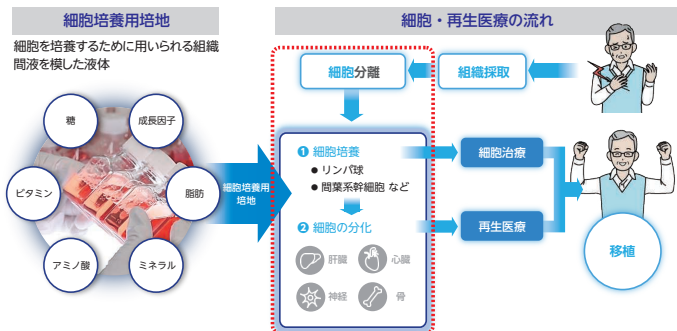 細胞培養用培地
細胞を培養するために用いられる組織
間液を模した液体
糖
成長因子
ビタミン
脂肪
アミノ酸
ミネラル
細胞培養用
培地
細胞・再生医療の流れ
細胞分離
組織採取
❶ 細胞培養
● リンパ球
● 間葉系幹細胞 など
❷ 細胞の分化
肝臓
心臓
神経
骨
細胞治療
再生医療
移植